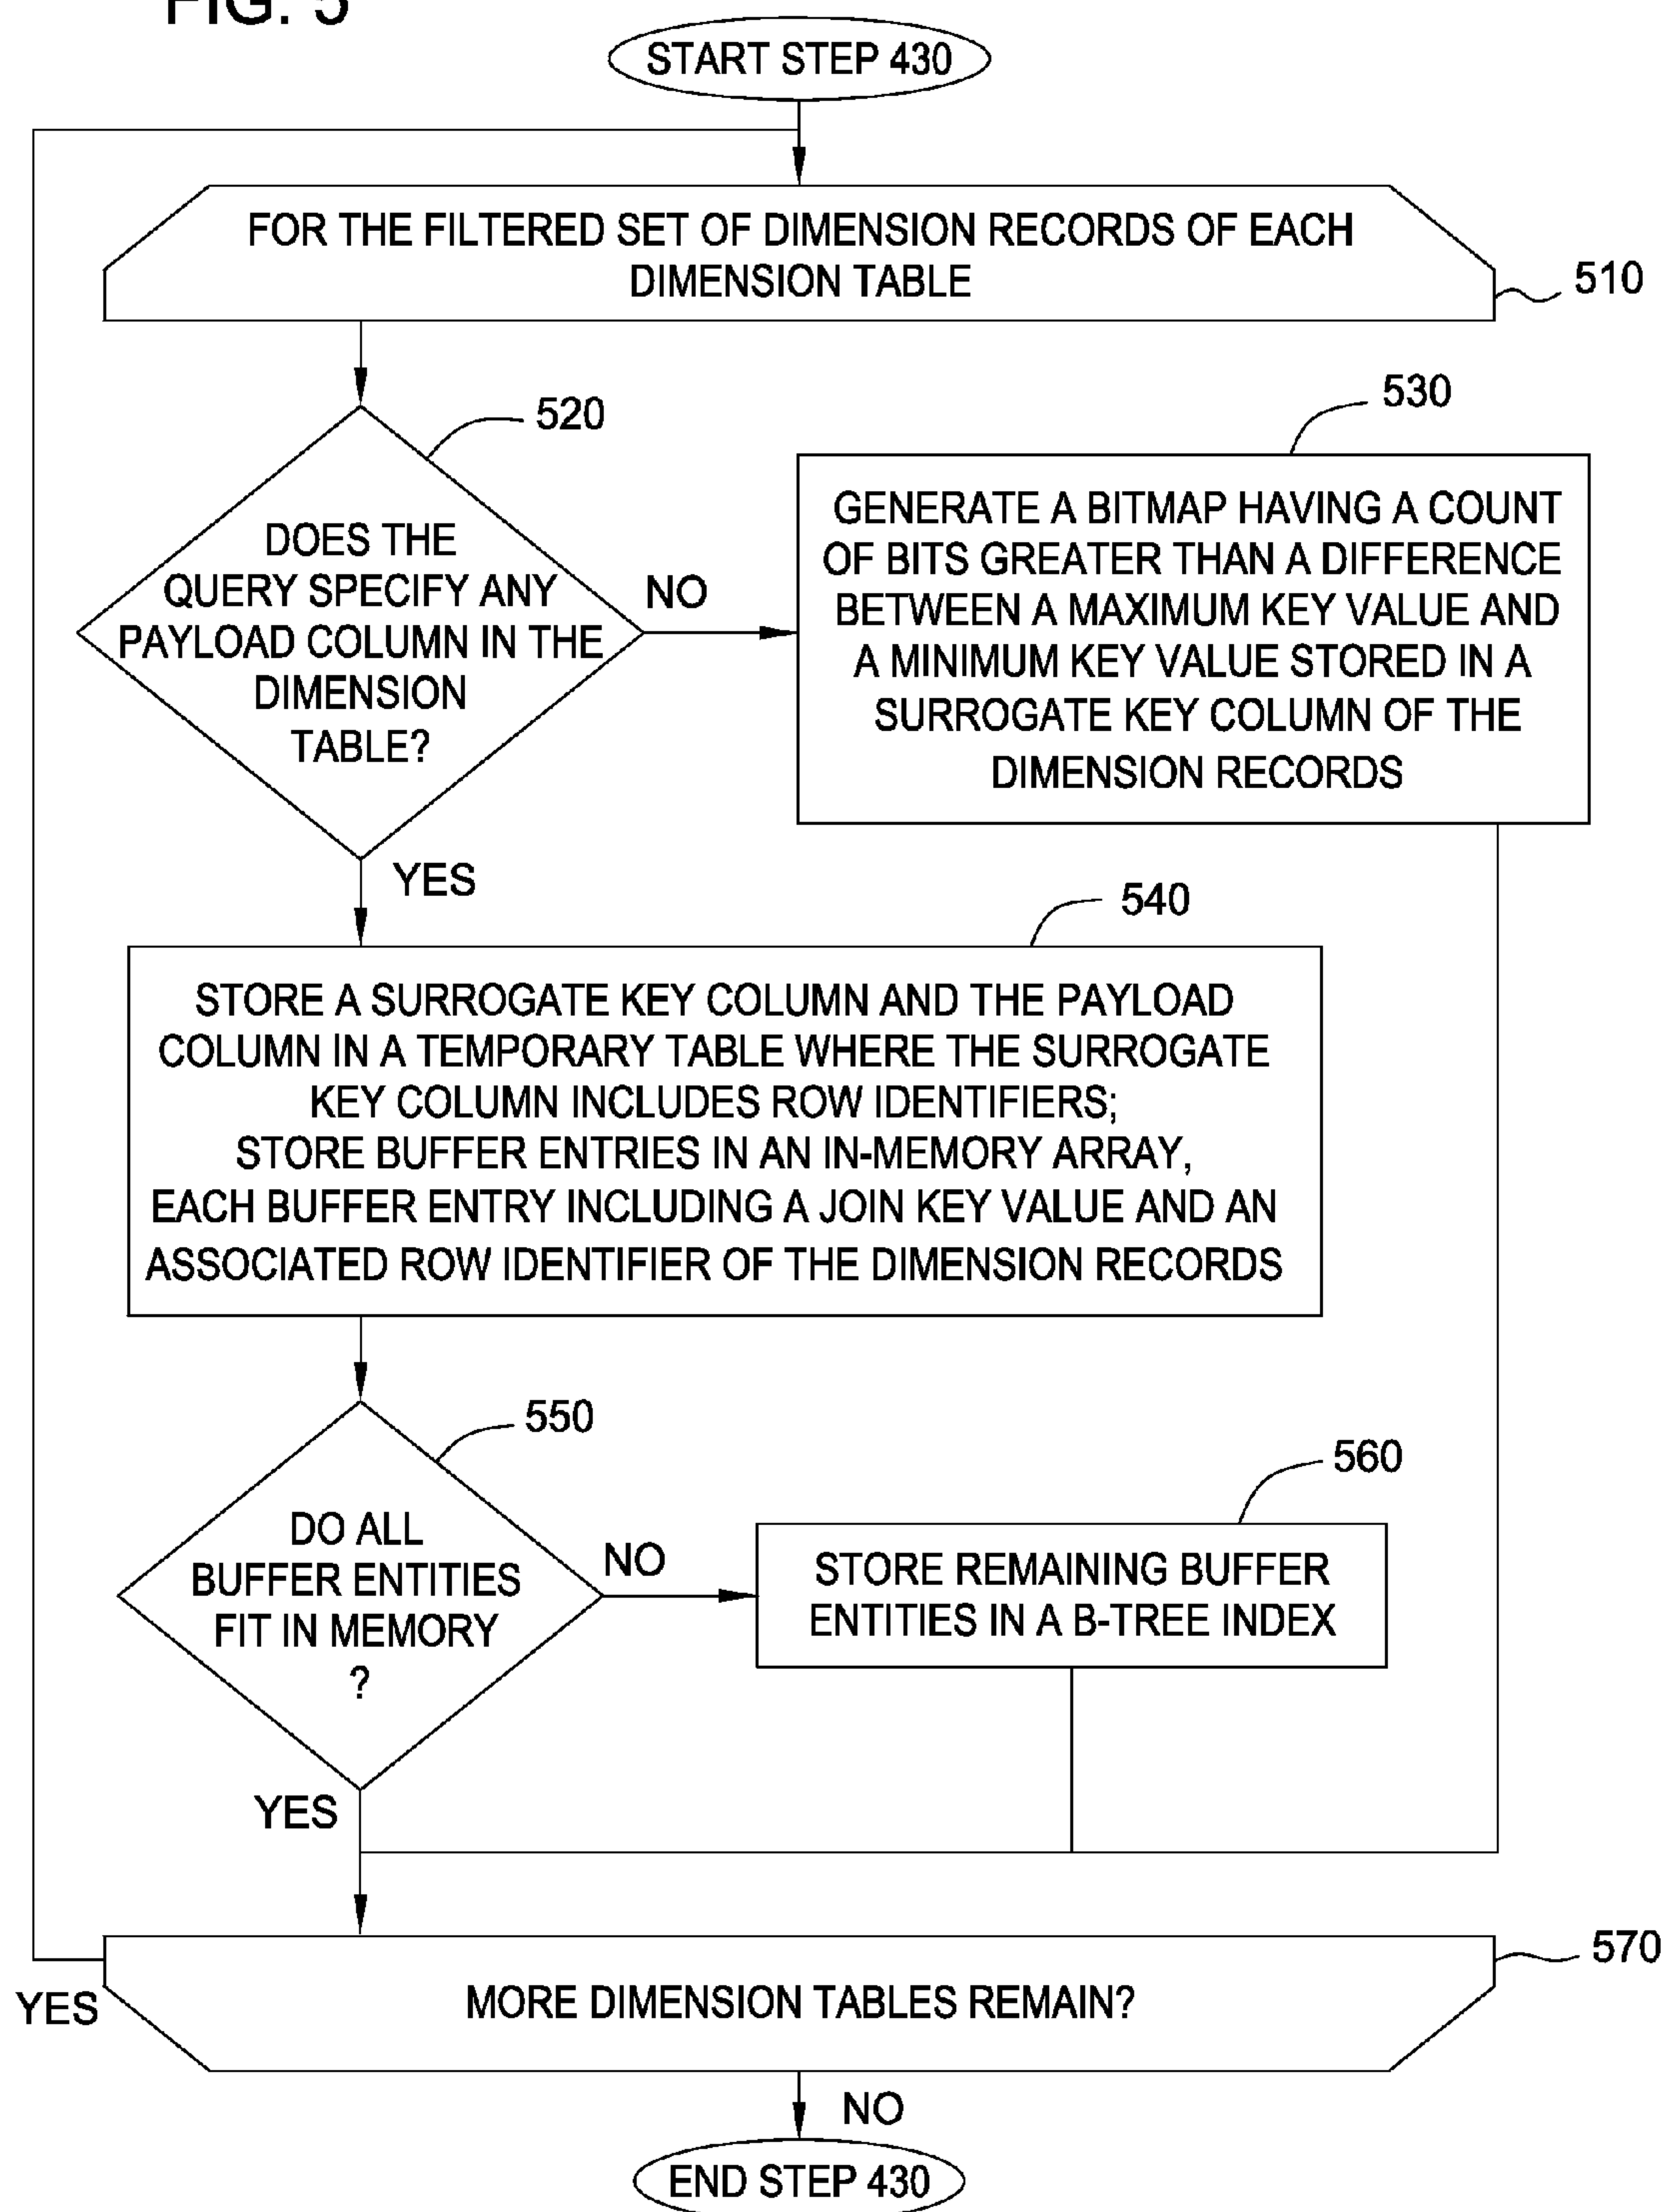 FIG. 5
START STEP 430
FOR THE FILTERED SET OF DIMENSION RECORDS OF EACH
DIMENSION TABLE
510
520
DOES THE
QUERY SPECIFY ANY
PAYLOAD COLUMN IN THE
DIMENSION
TABLE?
NO
530
GENERATE A BITMAP HAVING A COUNT
OF BITS GREATER THAN A DIFFERENCE
BETWEEN A MAXIMUM KEY VALUE AND
A MINIMUM KEY VALUE STORED IN A
SURROGATE KEY COLUMN OF THE
DIMENSION RECORDS
YES
540
STORE A SURROGATE KEY COLUMN AND THE PAYLOAD
COLUMN IN A TEMPORARY TABLE WHERE THE SURROGATE
KEY COLUMN INCLUDES ROW IDENTIFIERS;
STORE BUFFER ENTRIES IN AN IN-MEMORY ARRAY,
EACH BUFFER ENTRY INCLUDING A JOIN KEY VALUE AND AN
ASSOCIATED ROW IDENTIFIER OF THE DIMENSION RECORDS
550
DO ALL
BUFFER ENTITIES
FIT IN MEMORY
?
NO
560
STORE REMAINING BUFFER
ENTITIES IN A B-TREE INDEX
YES
570
MORE DIMENSION TABLES REMAIN?
YES
NO
END STEP 430